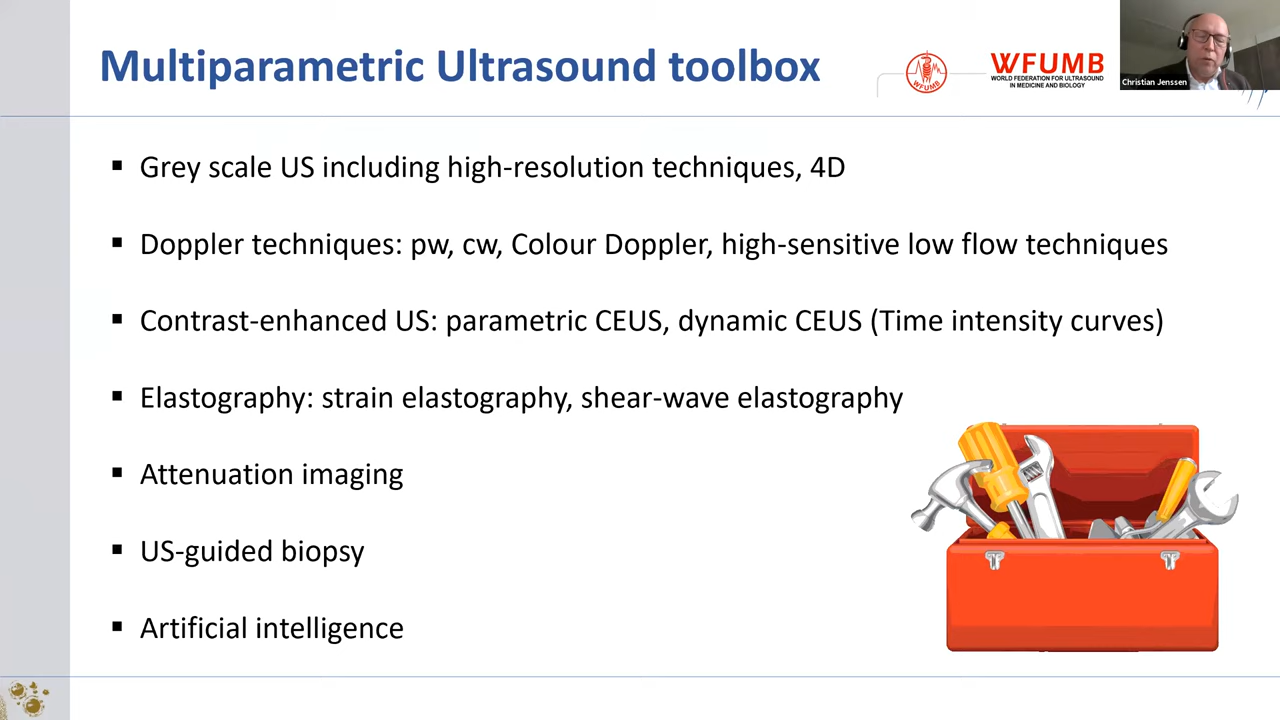 Multiparametric Ultrasound toolbox
WFUMB
WFUMB
WORLD FEDERATION FOR ULTRASOUND
IN MEDICINE AND BIOLOGY
Christian Jenssen
▪ Grey scale US including high-resolution techniques, 4D
▪ Doppler techniques: pw, cw, Colour Doppler, high-sensitive low flow techniques
▪ Contrast-enhanced US: parametric CEUS, dynamic CEUS (Time intensity curves)
▪ Elastography: strain elastography, shear-wave elastography
▪ Attenuation imaging
▪ US-guided biopsy
▪ Artificial intelligence